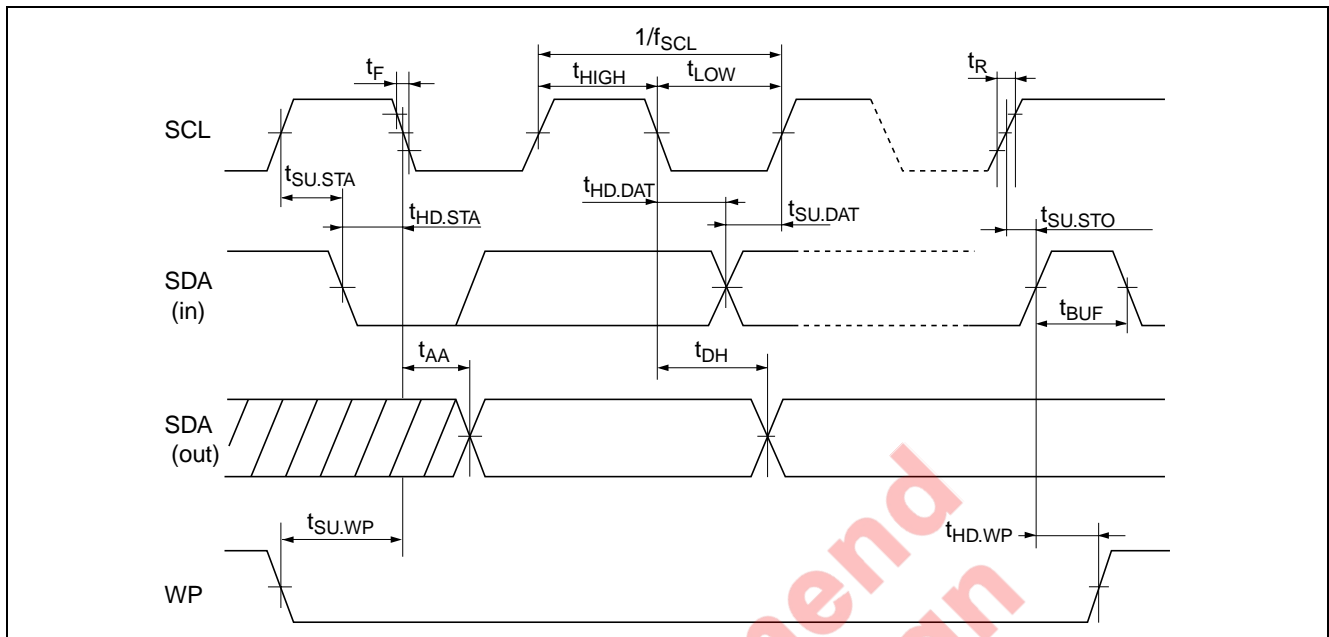 1/fSCL
tF
tHIGH
tLOW
tR
SCL
tSU.STA
tHD.STA
tHD.DAT
tSU.DAT
tSU.STO
SDA
(in)
tBUF
tAA
tDH
SDA
(out)
tSU.WP
tHD.WP
WP